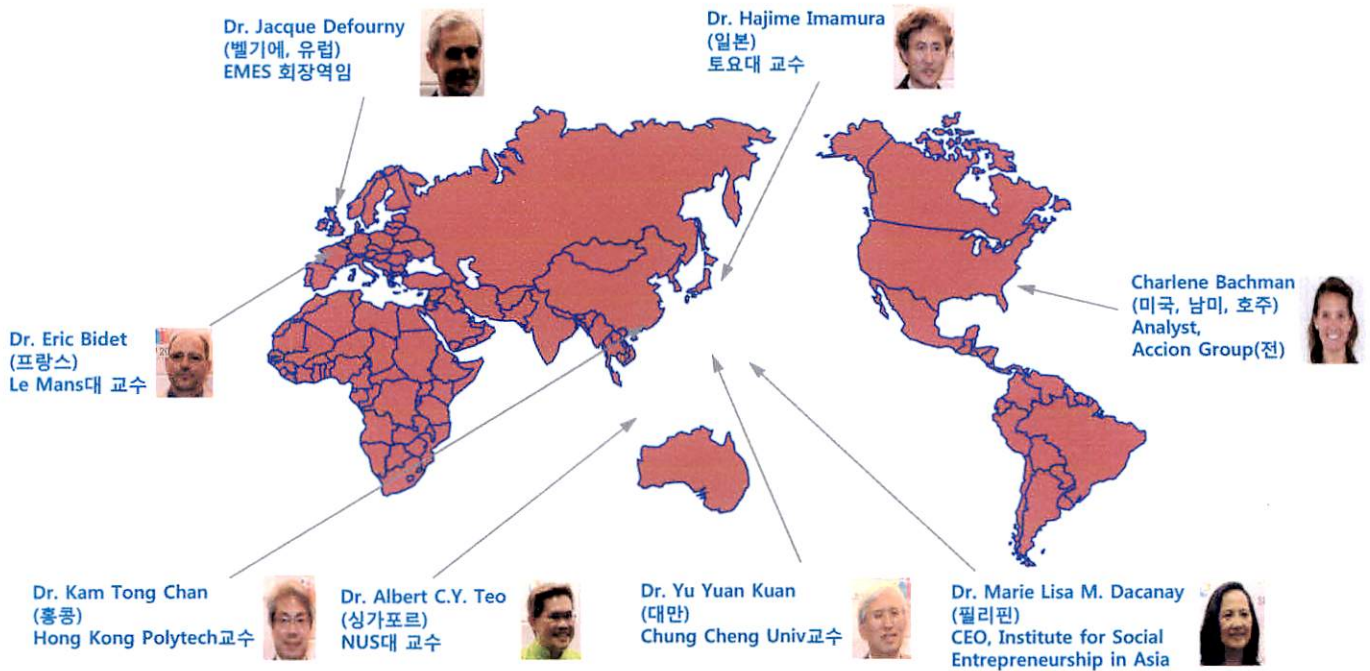 Dr. Jacque Defourny
(벨기에, 유럽)
EMES 회장역임
Dr. Hajime Imamura
(일본)
토요대 교수
Charlene Bachman
(미국, 남미, 호주)
Analyst,
Accion Group(전)
Dr. Eric Bidet
(프랑스)
Le Mans대 교수
Dr. Kam Tong Chan
(홍콩)
Hong Kong Polytech교수
Dr. Albert C.Y. Teo
(싱가포르)
NUS대 교수
Dr. Yu Yuan Kuan
(대만)
Chung Cheng Univ교수
Dr. Marie Lisa M. Dacanay
(필리핀)
CEO, Institute for Social
Entrepreneurship in Asia